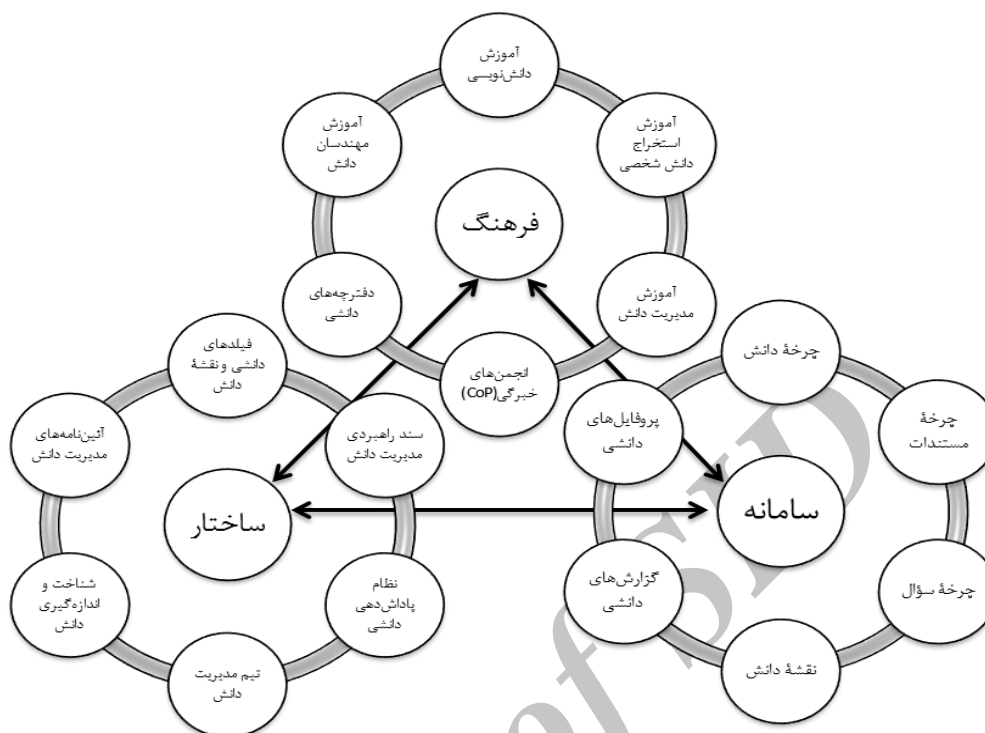 آموزش
دانش‌نویسی
آموزش
استخراج
دانش شخصی
آموزش
مدیریت دانش
انجمن‌های
خبرگی(CoP)
دفترچه‌های
دانشی
آموزش
مهندسان
دانش
فرهنگ
فیلدهای
دانشی و نقشهٔ
دانش
سند راهبردی
مدیریت دانش
نظام
پاداش‌دهی
دانشی
تیم مدیریت
دانش
شناخت و
اندازه‌گیری
دانش
آئین‌نامه‌های
مدیریت دانش
ساختار
چرخهٔ دانش
چرخهٔ
مستندات
چرخهٔ سؤال
نقشهٔ دانش
گزارش‌های
دانشی
پروفایل‌های
دانشی
سامانه
of SID